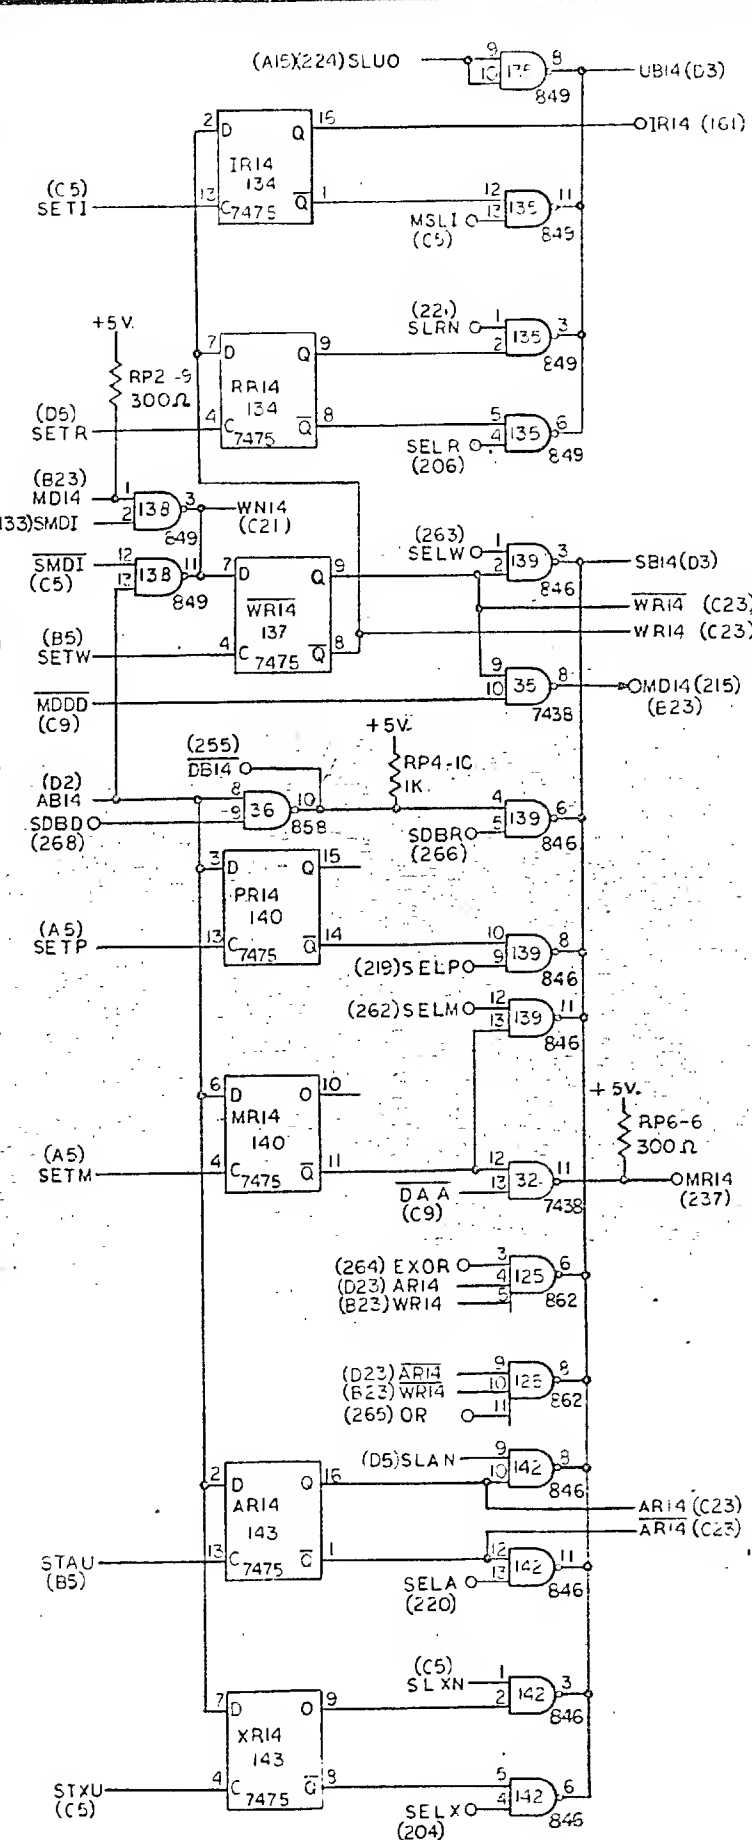 (A15)(224)SLUO 9 10 135 8 849 UB14(D3)
2 D Q 15 IR14 (161)
IR14
134
(C5)
SETI 13 C 7475 Q 1 12 13 135 11 849
MSLI
(C5)
+5V.
RP2-9
300Ω
SLRN 1 2 135 3 849
7 D Q 9
RR14
134
(D5)
SETR 4 C 7475 Q 8 5 4 135 6 849
SELR
(206)
(B23)
MD14 1 138 3 WN14
SMDI 2 849 (C21)
SMDI 12 138 11 849
(C5) 13
(263)
SELW 1 2 139 3 846 SB14(D3)
7 D Q 9
WR14
137
WR14 (C23)
WR14 (C23)
(B5)
SETW 4 C 7475 Q 8
MDDD
(C9)
9 10 35 8 7438 MD14(215)
+5V.
RP4-10
1K
(255)
DB14
(D2)
AB14 8 36 10 858
SDBD 9
(268)
4 5 139 6 846
SDBR
(266)
3 D Q 15
PR14
140
(A5)
SETP 13 C 7475 Q 14
(219)SELP 10 9 139 8 846
(262)SELM 12 13 139 11 846
6 D Q 10
MR14
140
(A5)
SETM 4 C 7475 Q 11
+5V.
RP6-6
300Ω
12 13 32 11 7438 MR14
(237)
DAA
(C9)
(264) EXOR 3
(D23) AR14 4 125 6
(B23) WR14 5 862
(D23) AR14 9 8
(B23) WR14 10 862
(265) OR 11
(D5)SLAN 9 10 142 8 846
2 D Q 16
AR14
143
AR14 (C23)
AR14 (C23)
STAU 13 C 7475 Q 1
(B5)
12 13 142 11 846
SELA
(220)
(C5)
SLXN 1 2 142 3 846
7 D Q 9
XR14
143
STXU 4 C 7475 Q 8
(C5)
5 4 142 6 846
SELX
(204)